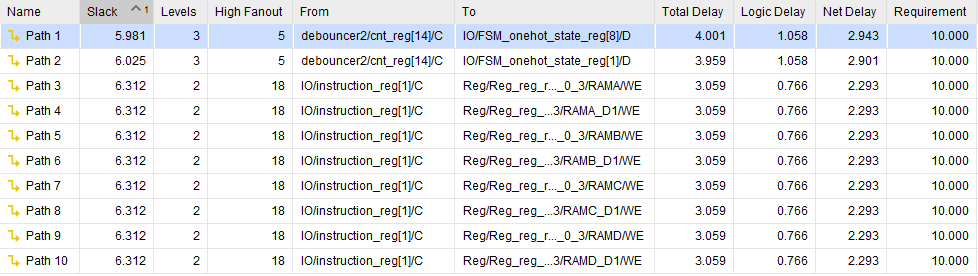 Name Slack 1 Levels High Fanout From To Total Delay Logic Delay Net Delay Requirement
Path 1 5.981 3 5 debouncer2/cnt_reg[14]/C IO/FSM_onehot_state_reg[8]/D 4.001 1.058 2.943 10.000
Path 2 6.025 3 5 debouncer2/cnt_reg[14]/C IO/FSM_onehot_state_reg[1]/D 3.959 1.058 2.901 10.000
Path 3 6.312 2 18 IO/instruction_reg[1]/C Reg/Reg_reg_r..._0_3/RAMA/WE 3.059 0.766 2.293 10.000
Path 4 6.312 2 18 IO/instruction_reg[1]/C Reg/Reg_reg_...3/RAMA_D1/WE 3.059 0.766 2.293 10.000
Path 5 6.312 2 18 IO/instruction_reg[1]/C Reg/Reg_reg_r..._0_3/RAMB/WE 3.059 0.766 2.293 10.000
Path 6 6.312 2 18 IO/instruction_reg[1]/C Reg/Reg_reg_...3/RAMB_D1/WE 3.059 0.766 2.293 10.000
Path 7 6.312 2 18 IO/instruction_reg[1]/C Reg/Reg_reg_r..._0_3/RAMC/WE 3.059 0.766 2.293 10.000
Path 8 6.312 2 18 IO/instruction_reg[1]/C Reg/Reg_reg_...3/RAMC_D1/WE 3.059 0.766 2.293 10.000
Path 9 6.312 2 18 IO/instruction_reg[1]/C Reg/Reg_reg_r..._0_3/RAMD/WE 3.059 0.766 2.293 10.000
Path 10 6.312 2 18 IO/instruction_reg[1]/C Reg/Reg_reg_...3/RAMD_D1/WE 3.059 0.766 2.293 10.000